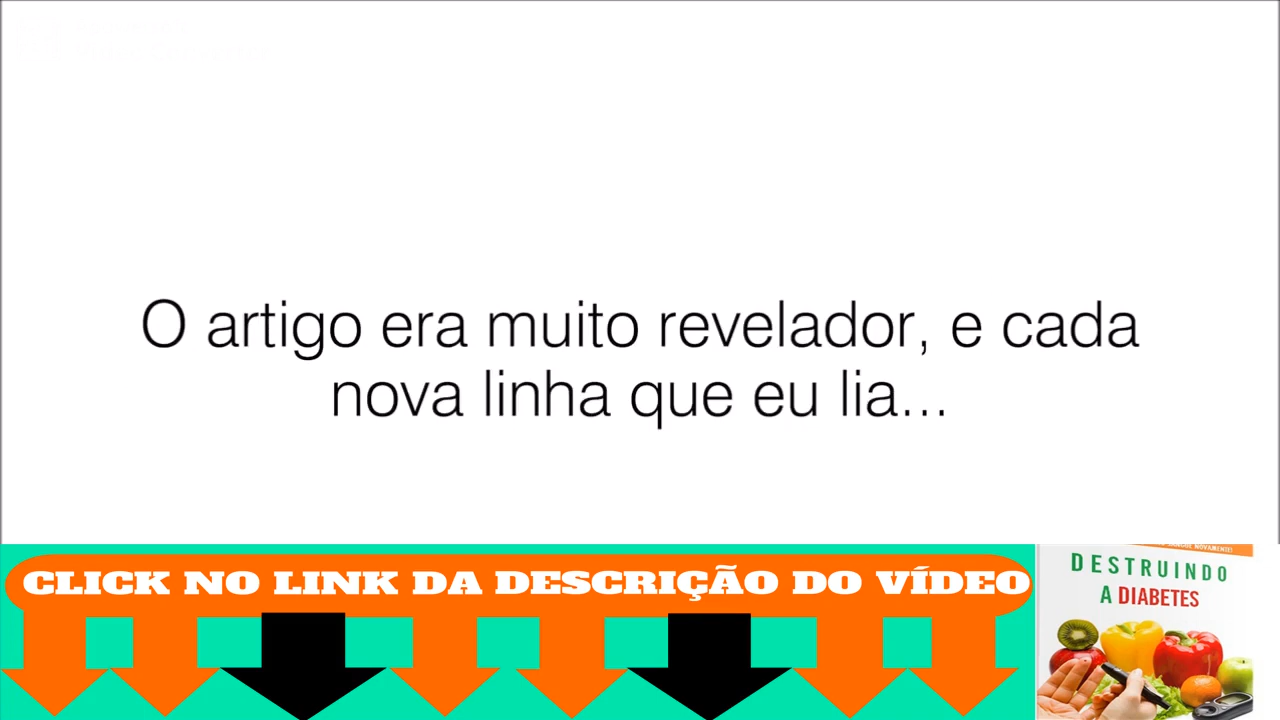 O artigo era muito revelador, e cada
nova linha que eu lia...
CLICK NO LINK DA DESCRIÇÃO DO VÍDEO
NOVAMENTE!
DESTRUINDO
A DIABETES